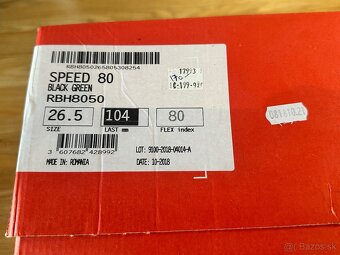 RBH8050265805308254
SPEED 80
BLACK GREEN
RBH8050
26.5 104 80
SIZE LAST mm FLEX index
3 607682 428992
LOT: 9100-2018-04014-A
MADE IN: ROMANIA
DATE: 10-2018
bazos.sk